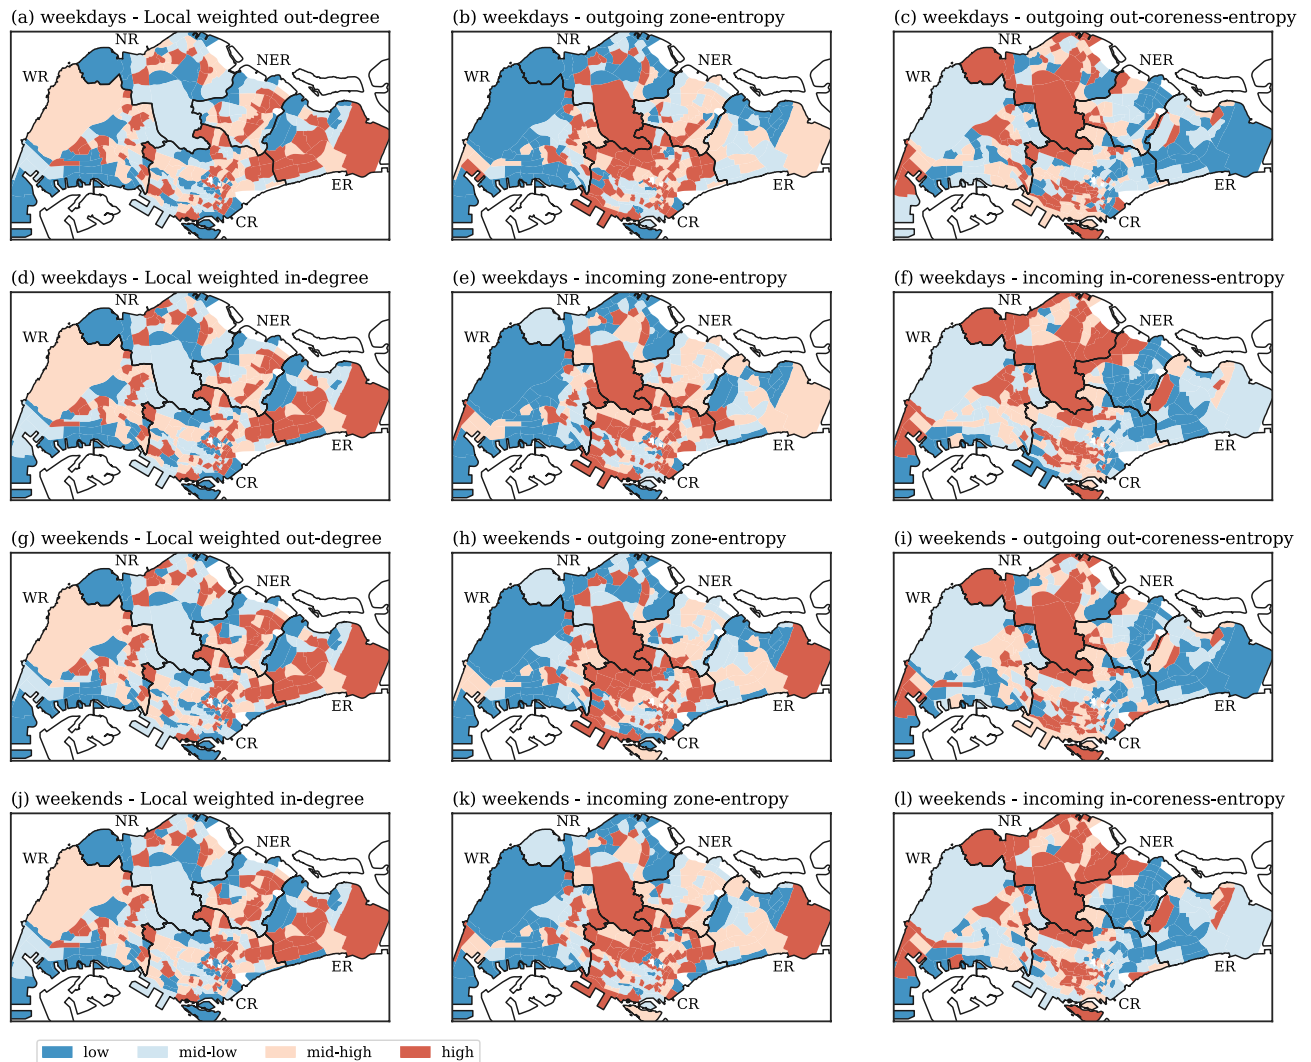 (a) weekdays - Local weighted out-degree
(b) weekdays - outgoing zone-entropy
(c) weekdays - outgoing out-coreness-entropy
NR
NER
WR
ER
CR
NR
NER
WR
ER
CR
NR
NER
WR
ER
CR
(d) weekdays - Local weighted in-degree
(e) weekdays - incoming zone-entropy
(f) weekdays - incoming in-coreness-entropy
NR
NER
WR
ER
CR
NR
NER
WR
ER
CR
NR
NER
WR
ER
CR
(g) weekends - Local weighted out-degree
(h) weekends - outgoing zone-entropy
(i) weekends - outgoing out-coreness-entropy
NR
NER
WR
ER
CR
NR
NER
WR
ER
CR
NR
NER
WR
ER
CR
(j) weekends - Local weighted in-degree
(k) weekends - incoming zone-entropy
(l) weekends - incoming in-coreness-entropy
NR
NER
WR
ER
CR
NR
NER
WR
ER
CR
NR
NER
WR
ER
CR
low mid-low mid-high high